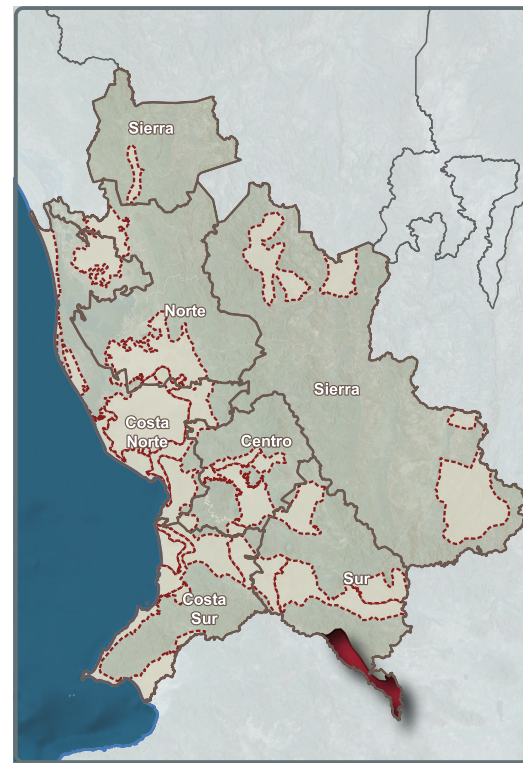 Sierra
Norte
Sierra
Costa
Norte
Centro
Sur
Costa
Sur